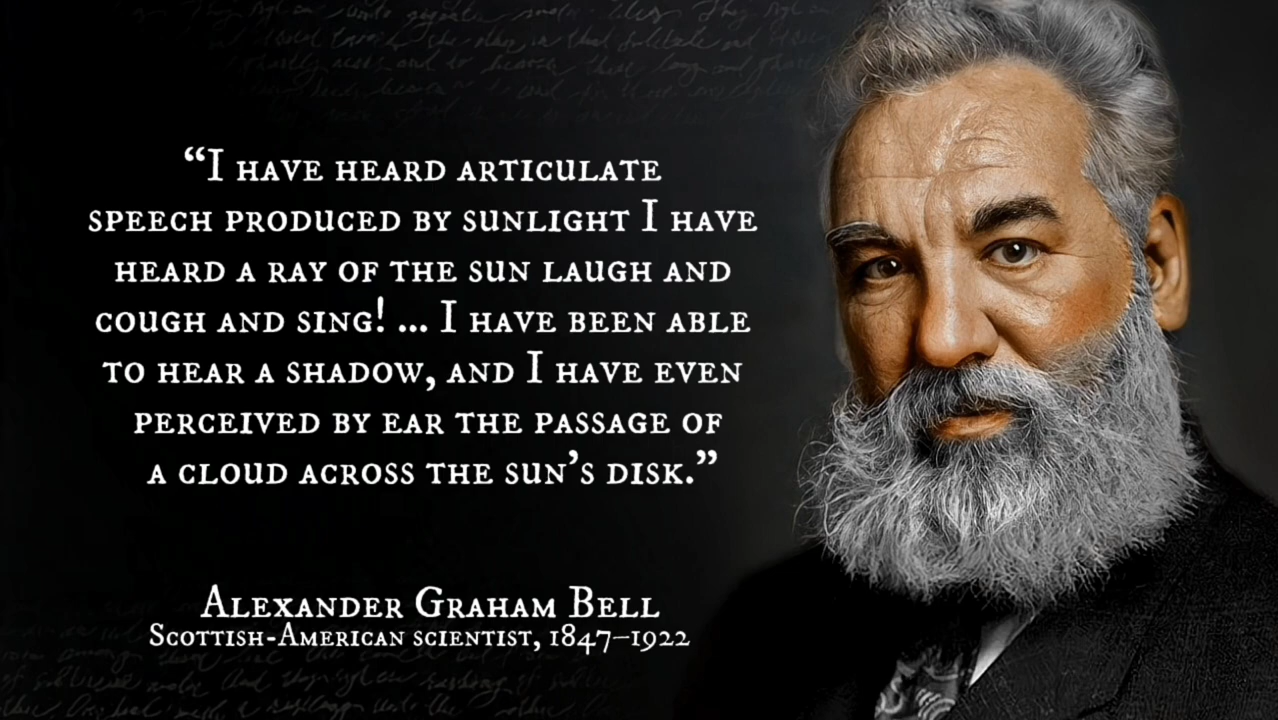 “I have heard articulate
speech produced by sunlight I have
heard a ray of the sun laugh and
cough and sing! ... I have been able
to hear a shadow, and I have even
perceived by ear the passage of
a cloud across the sun’s disk.”
Alexander Graham Bell
Scottish-American scientist, 1847–1922